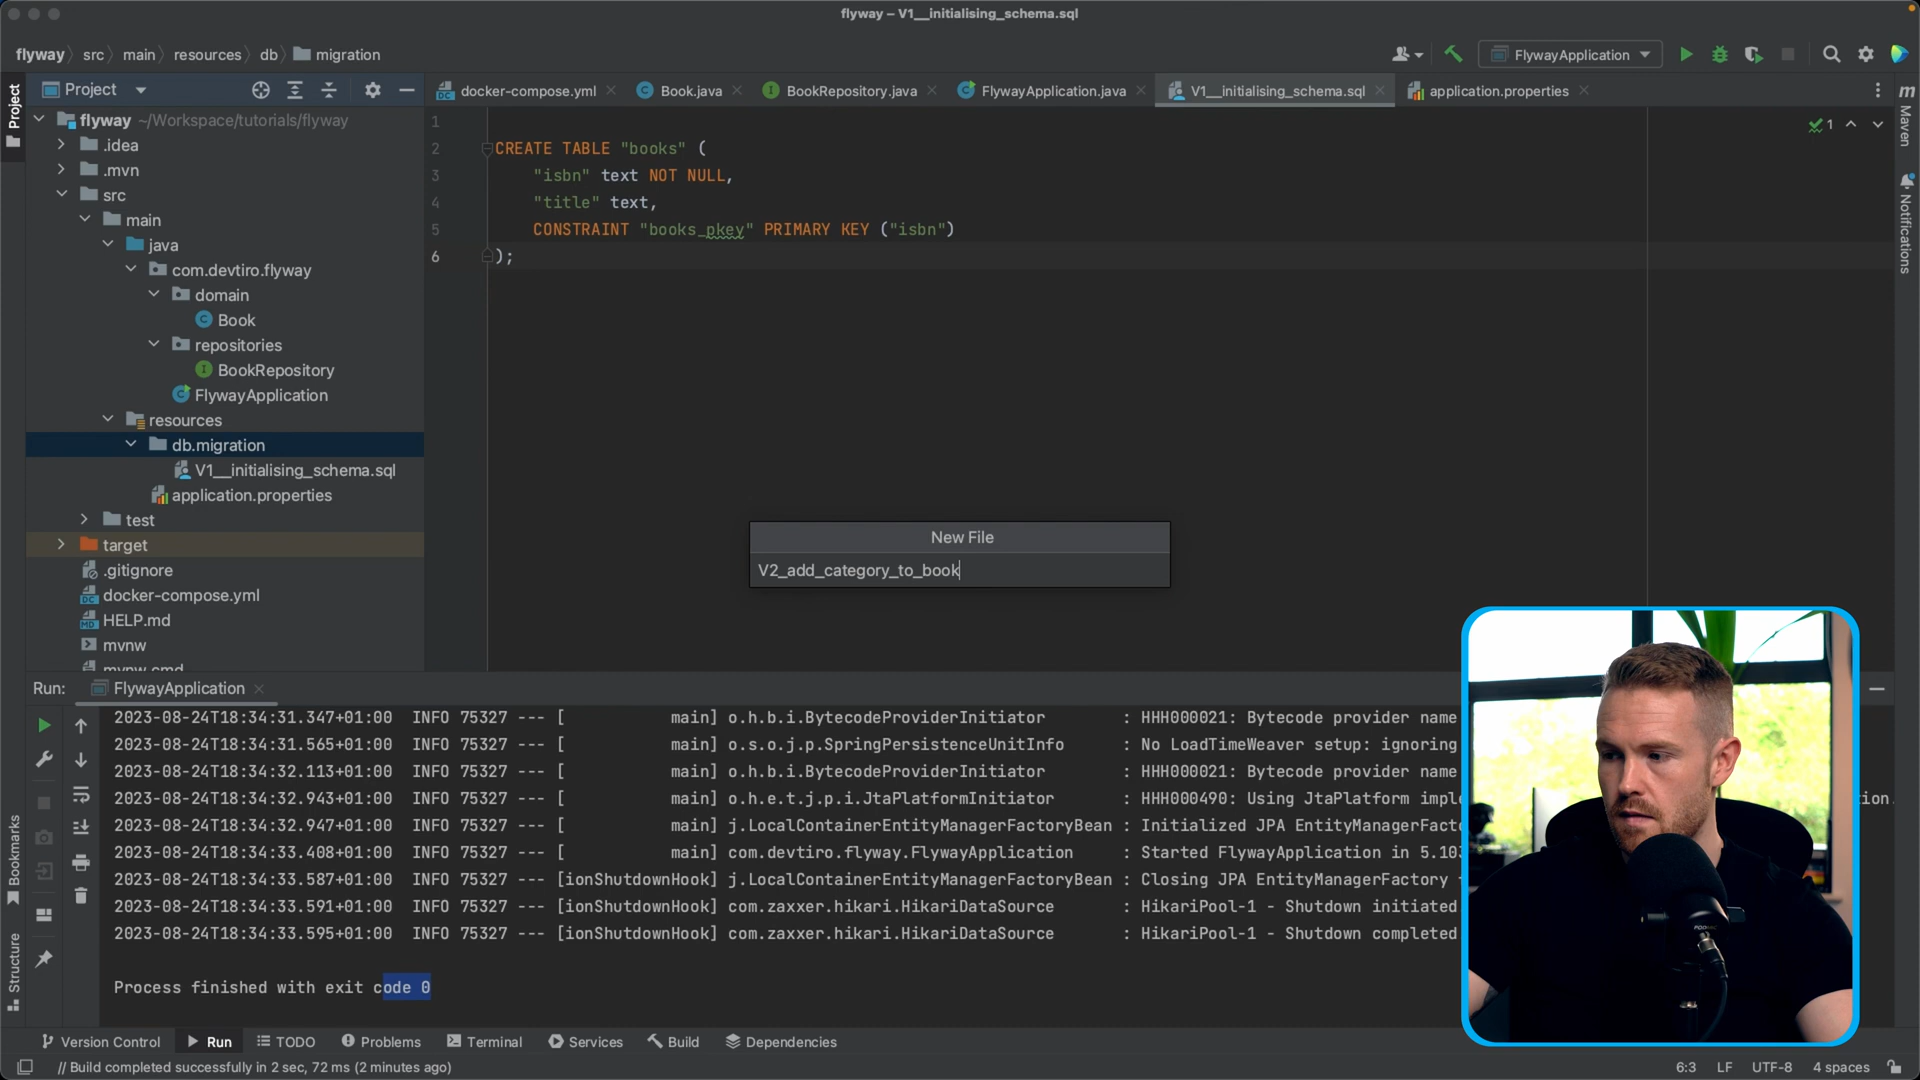 flyway – V1__initialising_schema.sql
flyway src main resources db migration
FlywayApplication
Project
docker-compose.yml
Book.java
BookRepository.java
FlywayApplication.java
V1__initialising_schema.sql
application.properties
Project
Maven
Notifications
Bookmarks
Structure
flyway ~/Workspace/tutorials/flyway
.idea
.mvn
src
main
java
com.devtiro.flyway
domain
Book
repositories
BookRepository
FlywayApplication
resources
db.migration
V1__initialising_schema.sql
application.properties
test
target
.gitignore
docker-compose.yml
HELP.md
mvnw
mvnw.cmd
1
1
2 CREATE TABLE "books" (
3 "isbn" text NOT NULL,
4 "title" text,
5 CONSTRAINT "books_pkey" PRIMARY KEY ("isbn")
6 );
New File
V2_add_category_to_book
Run: FlywayApplication
2023-08-24T18:34:31.347+01:00 INFO 75327 --- [ main] o.h.b.i.BytecodeProviderInitiator : HHH000021: Bytecode provider name
2023-08-24T18:34:31.565+01:00 INFO 75327 --- [ main] o.s.o.j.p.SpringPersistenceUnitInfo : No LoadTimeWeaver setup: ignoring
2023-08-24T18:34:32.113+01:00 INFO 75327 --- [ main] o.h.b.i.BytecodeProviderInitiator : HHH000021: Bytecode provider name
2023-08-24T18:34:32.943+01:00 INFO 75327 --- [ main] o.h.e.t.j.p.i.JtaPlatformInitiator : HHH000490: Using JtaPlatform impl ion.
2023-08-24T18:34:32.947+01:00 INFO 75327 --- [ main] j.LocalContainerEntityManagerFactoryBean : Initialized JPA EntityManagerFacto
2023-08-24T18:34:33.408+01:00 INFO 75327 --- [ main] com.devtiro.flyway.FlywayApplication : Started FlywayApplication in 5.103
2023-08-24T18:34:33.587+01:00 INFO 75327 --- [ionShutdownHook] j.LocalContainerEntityManagerFactoryBean : Closing JPA EntityManagerFactory
2023-08-24T18:34:33.591+01:00 INFO 75327 --- [ionShutdownHook] com.zaxxer.hikari.HikariDataSource : HikariPool-1 - Shutdown initiated
2023-08-24T18:34:33.595+01:00 INFO 75327 --- [ionShutdownHook] com.zaxxer.hikari.HikariDataSource : HikariPool-1 - Shutdown completed
Process finished with exit code 0
Version Control Run TODO Problems Terminal Services Build Dependencies
// Build completed successfully in 2 sec, 72 ms (2 minutes ago)
6:3 LF UTF-8 4 spaces